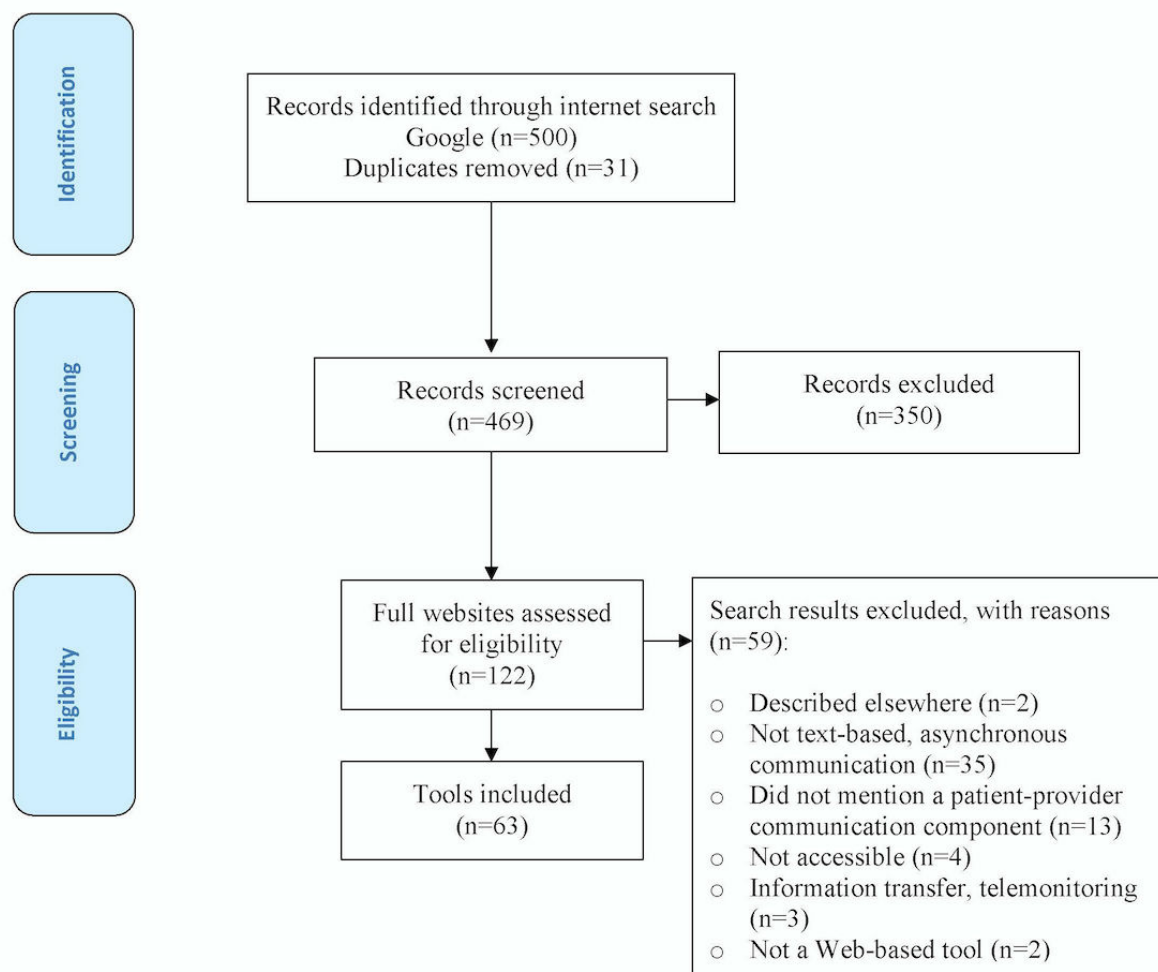 Identification
Records identified through internet search
Google (n=500)
Duplicates removed (n=31)
Screening
Records screened
(n=469)
Records excluded
(n=350)
Eligibility
Full websites assessed
for eligibility
(n=122)
Search results excluded, with reasons
(n=59):
○ Described elsewhere (n=2)
○ Not text-based, asynchronous
communication (n=35)
○ Did not mention a patient-provider
communication component (n=13)
○ Not accessible (n=4)
○ Information transfer, telemonitoring
(n=3)
○ Not a Web-based tool (n=2)
Tools included
(n=63)